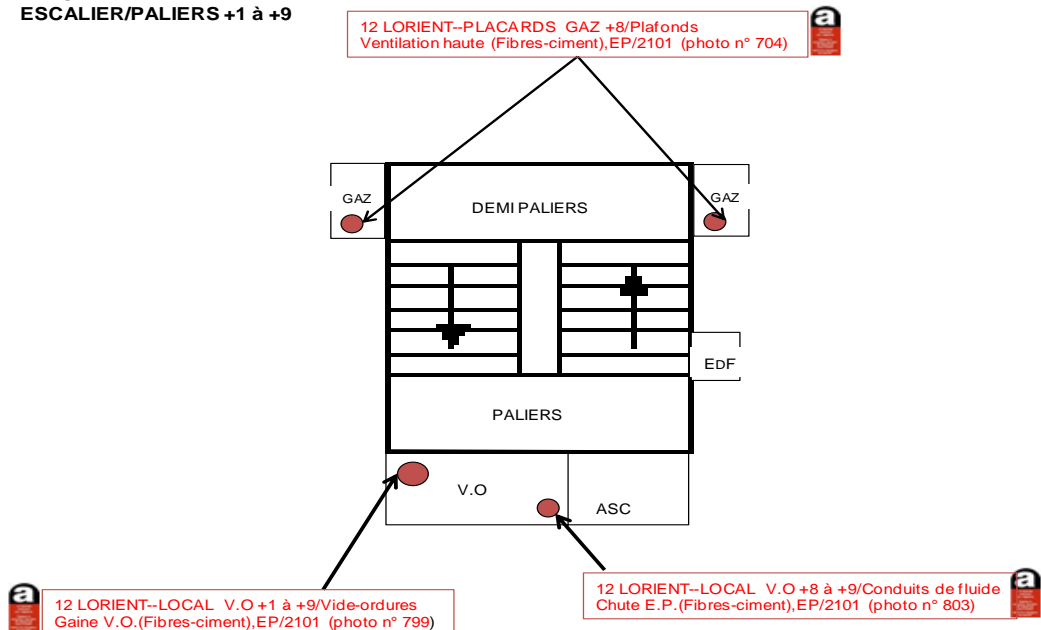 ESCALIER/PALIERS +1 à +9
12 LORIENT--PLACARDS GAZ +8/Plafonds
Ventilation haute (Fibres-ciment),EP/2101 (photo n° 704)
a
GAZ
DEMI PALIERS
GAZ
EDF
PALIERS
V.O
ASC
a
12 LORIENT--LOCAL V.O +1 à +9/Vide-ordures
Gaine V.O.(Fibres-ciment),EP/2101 (photo n° 799)
12 LORIENT--LOCAL V.O +8 à +9/Conduits de fluide
Chute E.P.(Fibres-ciment),EP/2101 (photo n° 803)
a